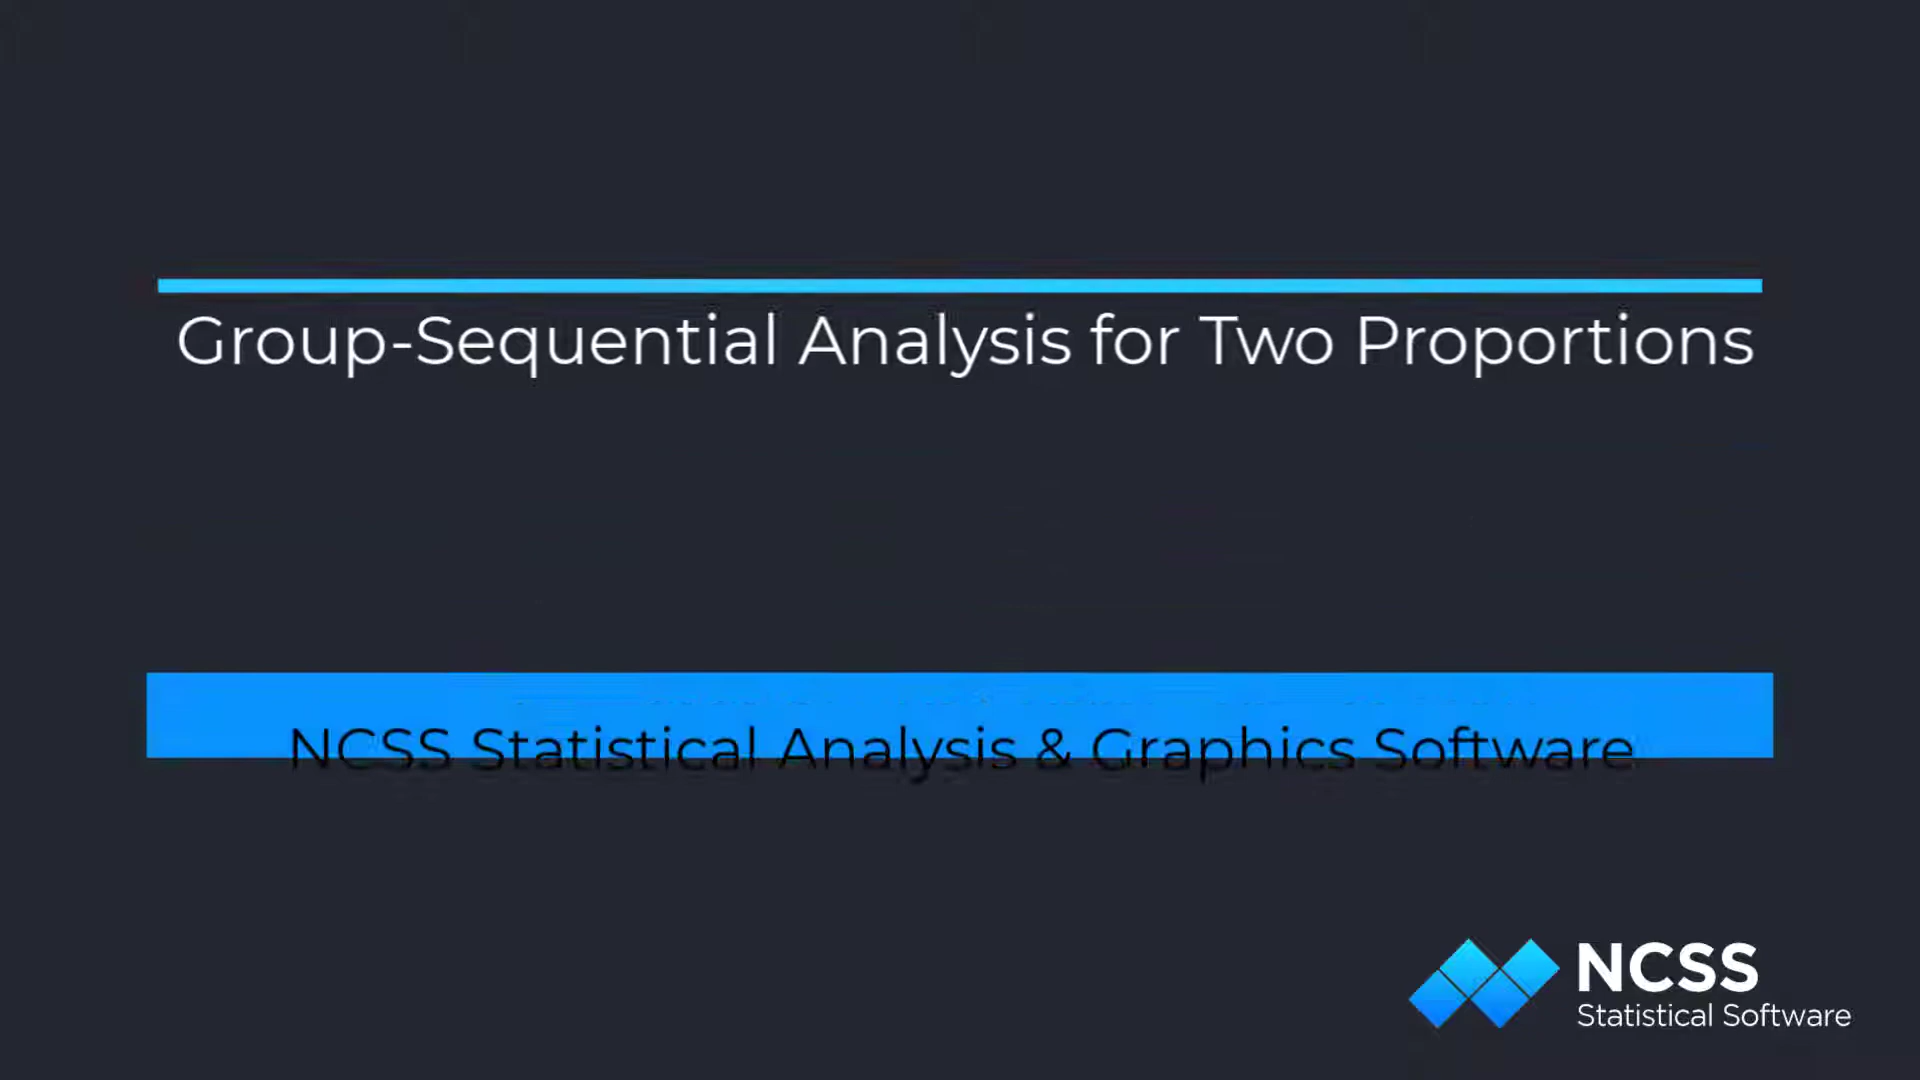 Group-Sequential Analysis for Two Proportions
NCSS Statistical Analysis & Graphics Software
NCSS
Statistical Software